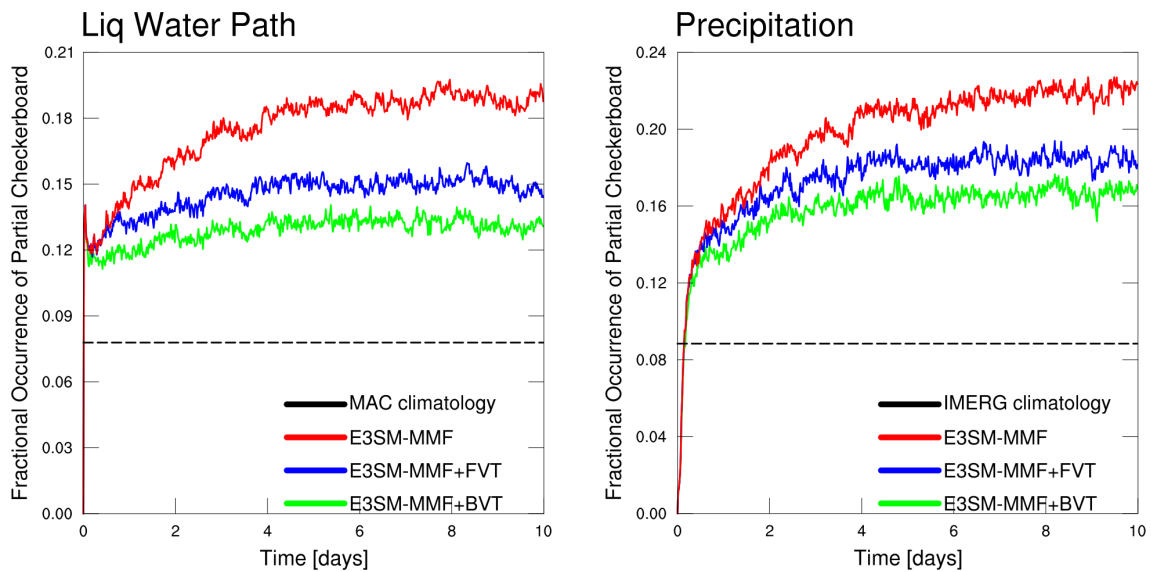 Liq Water Path
Fractional Occurrence of Partial Checkerboard
0.21
0.18
0.15
0.12
0.09
0.06
0.03
0.00
MAC climatology
E3SM-MMF
E3SM-MMF+FVT
E3SM-MMF+BVT
0 2 4 6 8 10
Time [days]
Precipitation
Fractional Occurrence of Partial Checkerboard
0.24
0.20
0.16
0.12
0.08
0.04
0.00
IMERG climatology
E3SM-MMF
E3SM-MMF+FVT
E3SM-MMF+BVT
0 2 4 6 8 10
Time [days]